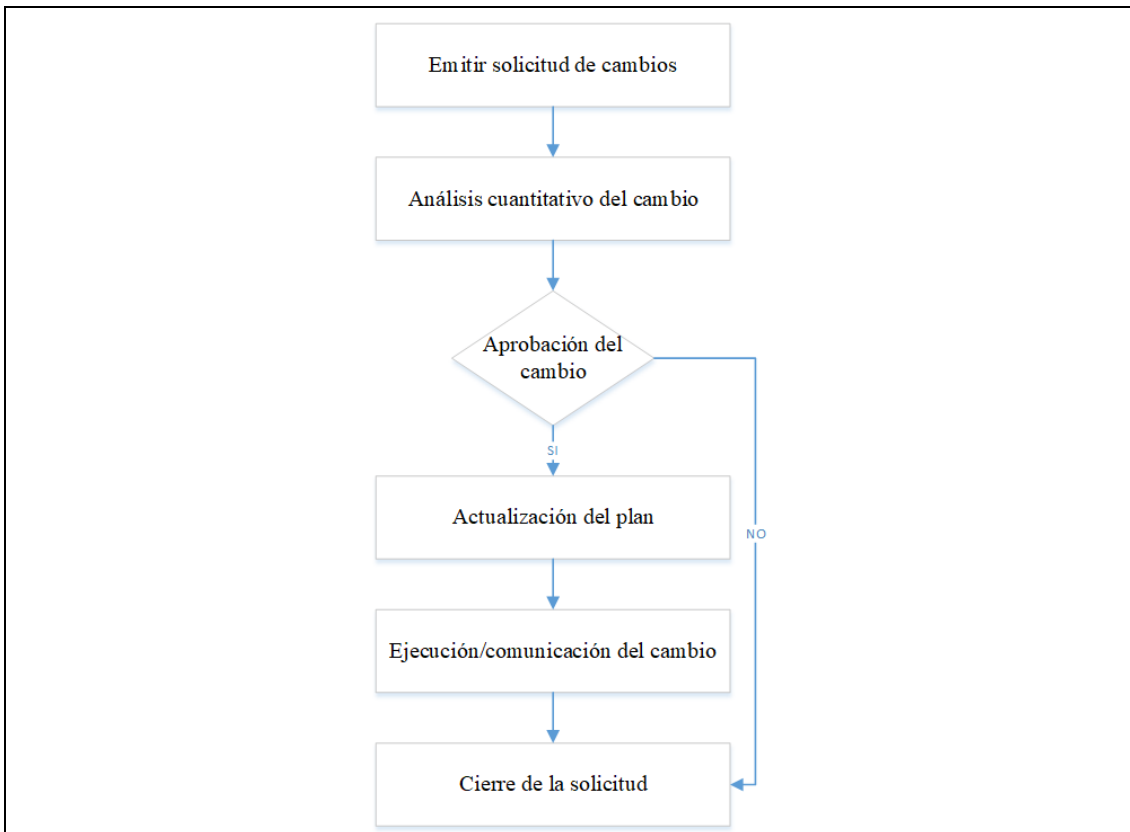 Emitir solicitud de cambios
Análisis cuantitativo del cambio
Aprobación del
cambio
SI
Actualización del plan
NO
Ejecución/comunicación del cambio
Cierre de la solicitud